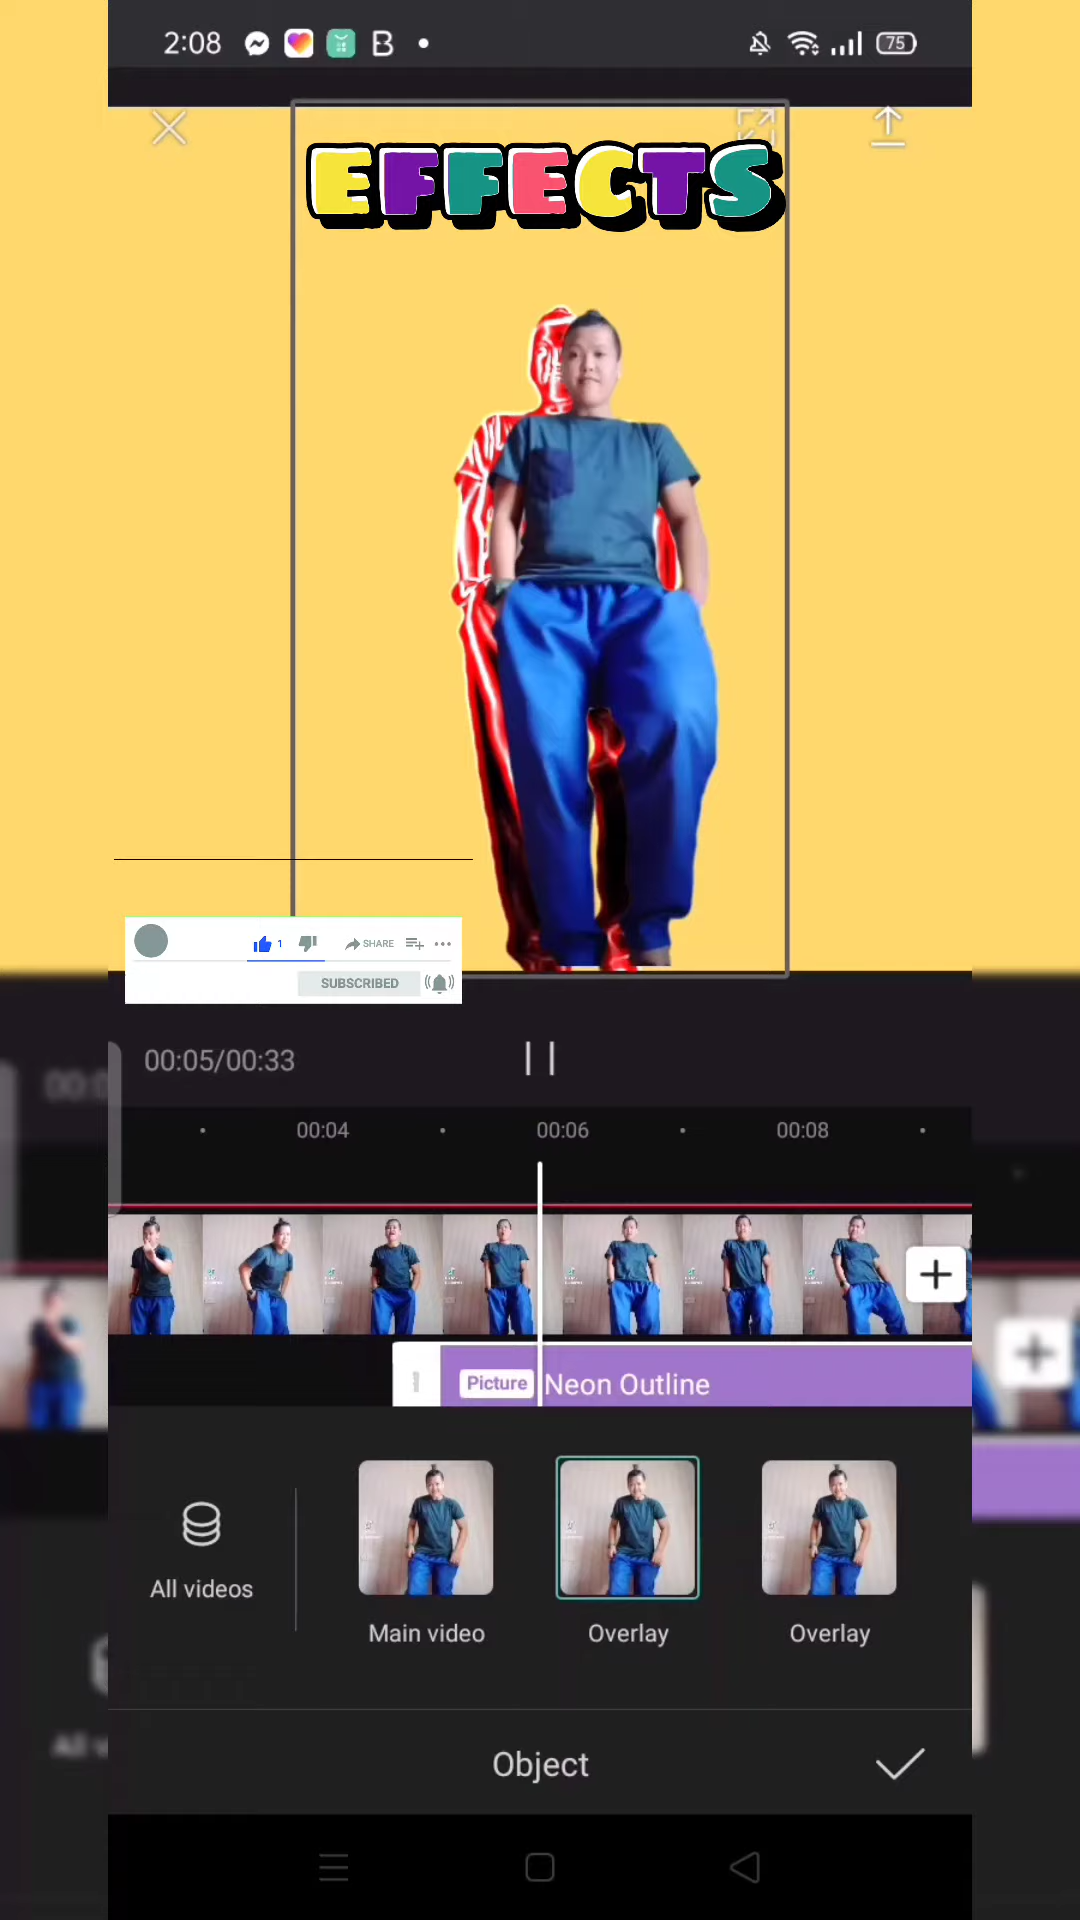 2:08
75
EFFECTS
1
SHARE
SUBSCRIBED
00:05/00:33
00:04
00:06
00:08
Picture
Neon Outline
All videos
Main video
Overlay
Overlay
Object